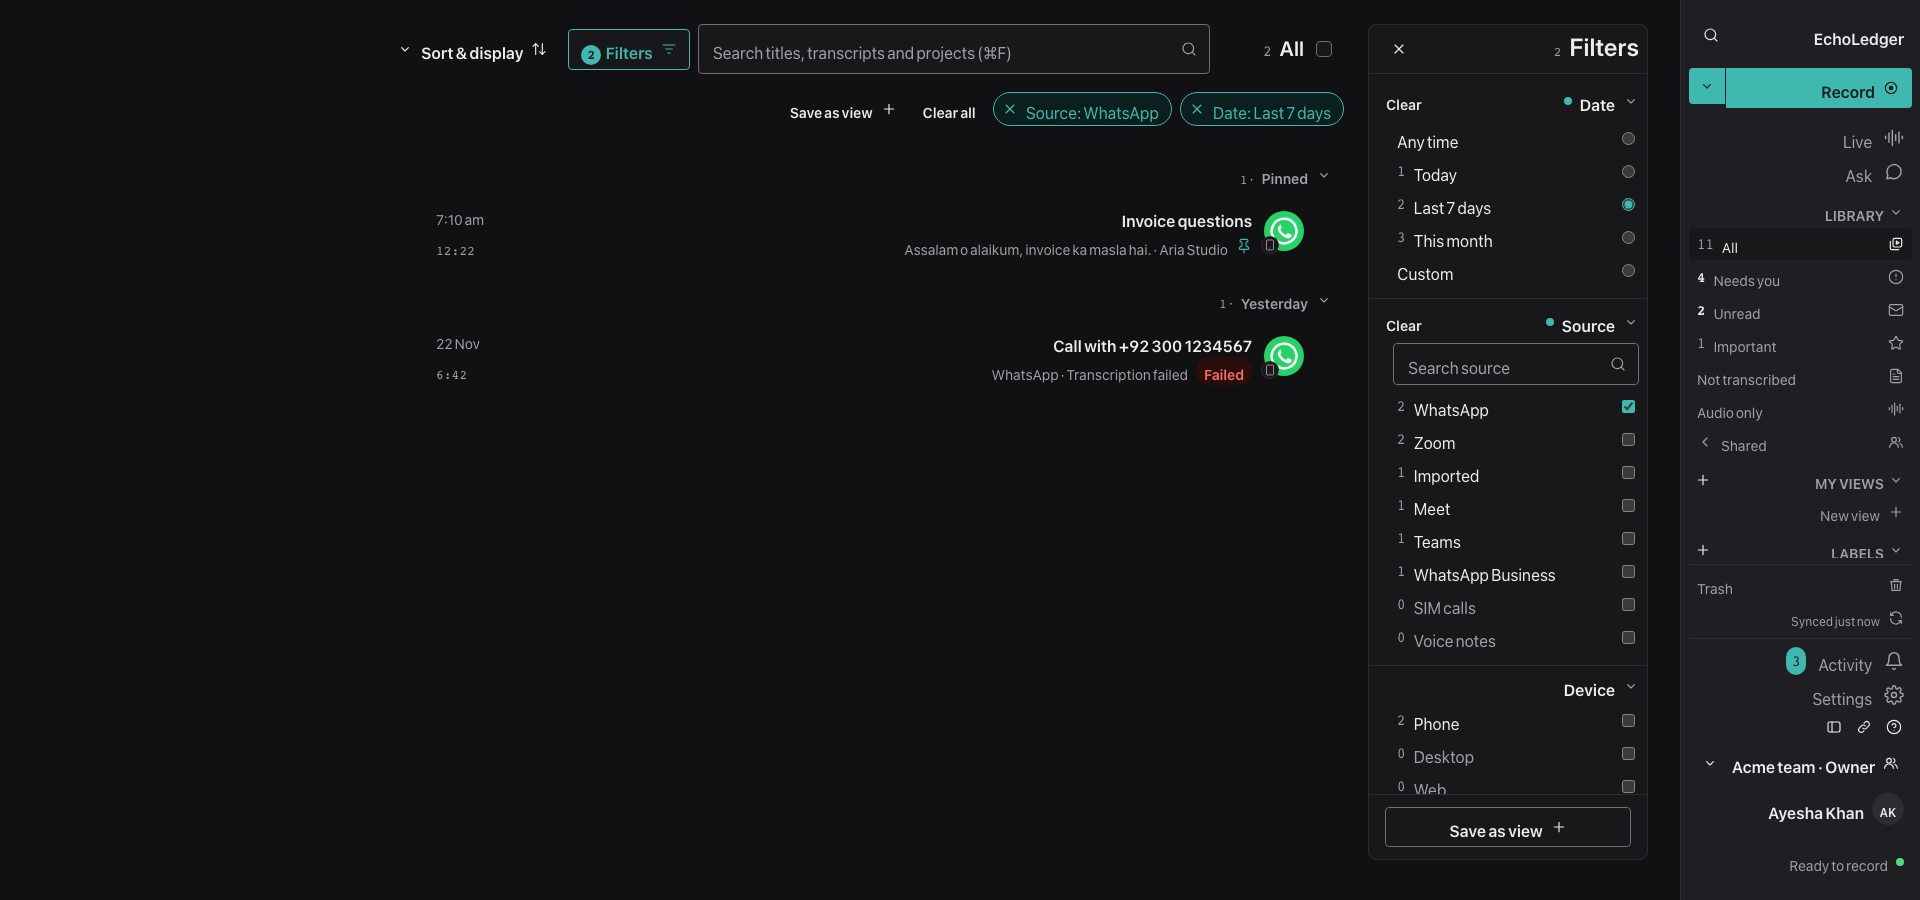 EchoLedger
Record
Live
Ask
LIBRARY
All 11
Needs you 4
Unread 2
Important 1
Not transcribed
Audio only
Shared
MY VIEWS
New view
LABELS
Trash
Synced just now
Activity 3
Settings
Acme team · Owner
AK Ayesha Khan
Ready to record
Filters 2
Date Clear
Any time
Today 1
Last 7 days 2
This month 3
Custom
Source Clear
Search source
WhatsApp 2
Zoom 2
Imported 1
Meet 1
Teams 1
WhatsApp Business 1
SIM calls 0
Voice notes 0
Device
Phone 2
Desktop 0
Web 0
Save as view
All 2
Search titles, transcripts and projects (⌘F)
Filters 2
Sort & display
Date: Last 7 days
Source: WhatsApp
Clear all
Save as view
Pinned · 1
Invoice questions
7:10 am
Assalam o alaikum, invoice ka masla hai. · Aria Studio
12:22
Yesterday · 1
Call with +92 300 1234567
22 Nov
Failed WhatsApp · Transcription failed
6:42